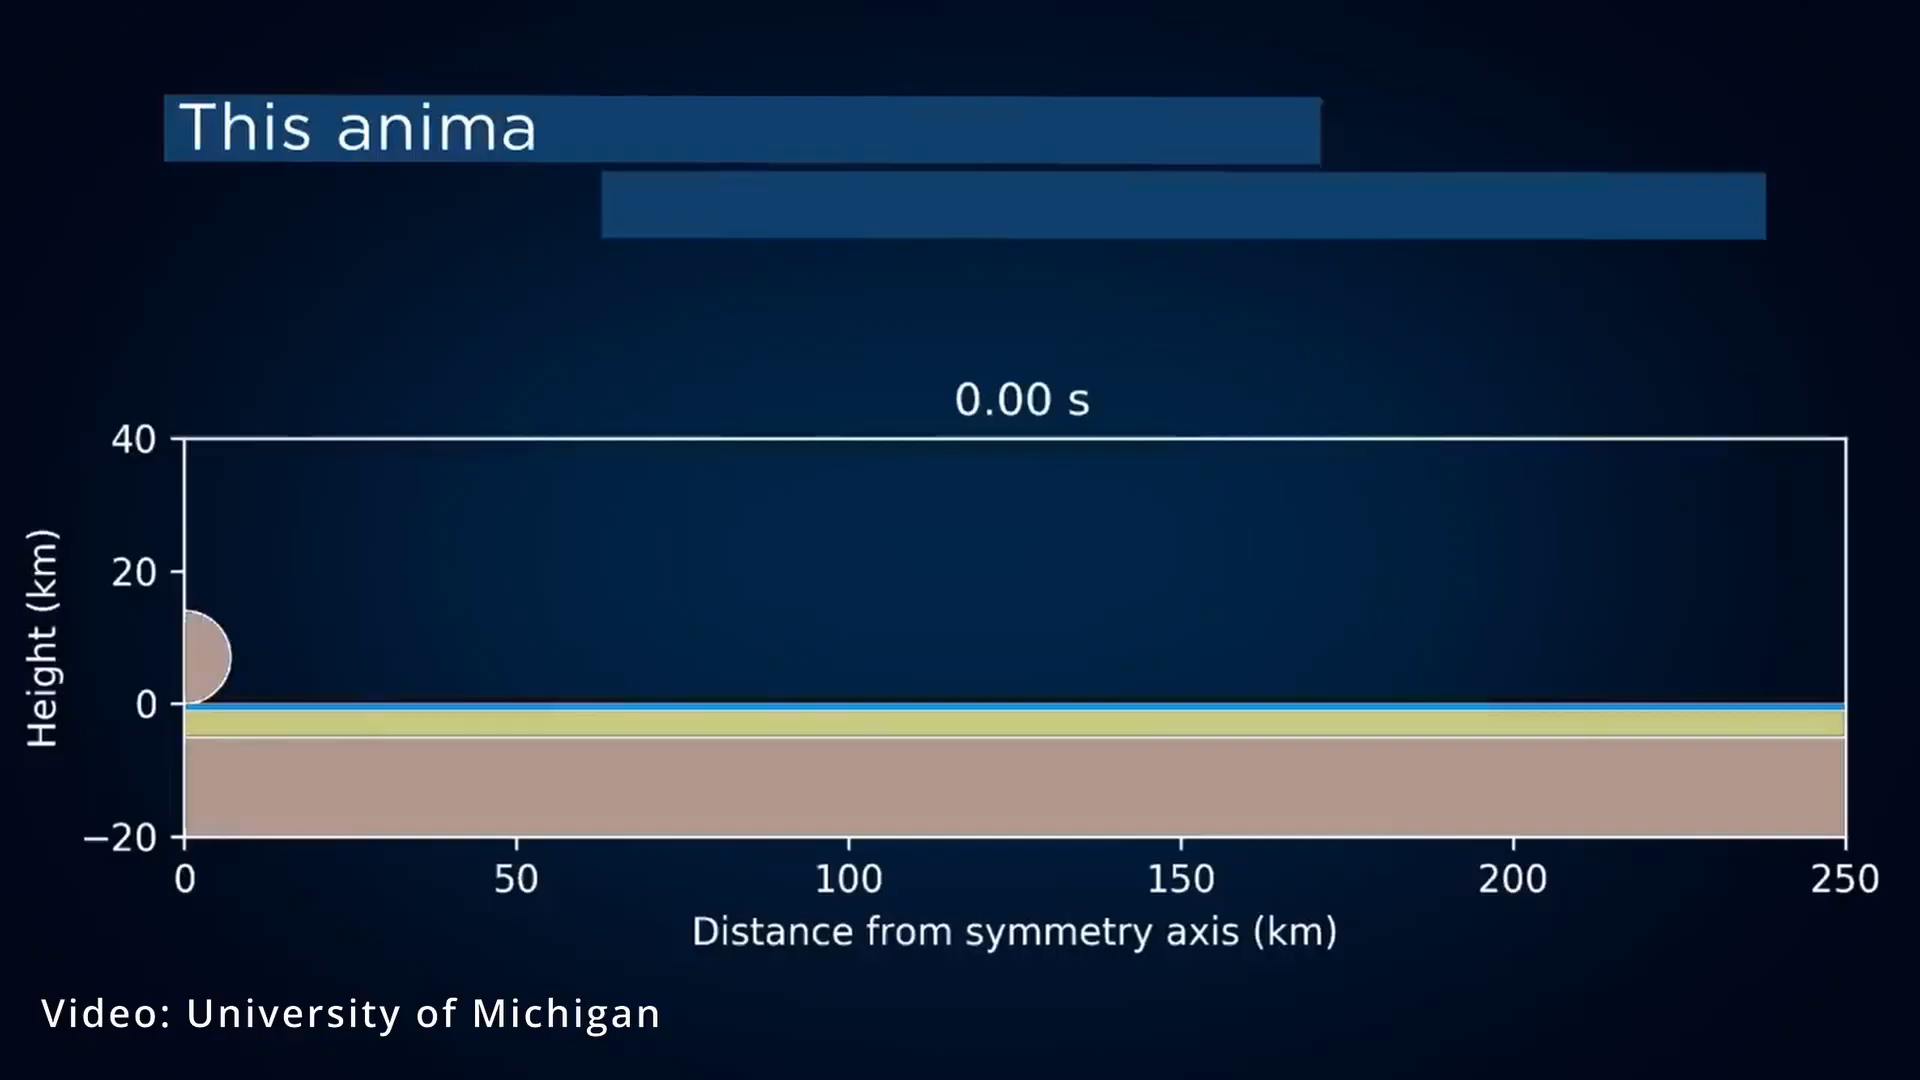 This anima
0.00 s
40
20
0
−20
Height (km)
0 50 100 150 200 250
Distance from symmetry axis (km)
Video: University of Michigan